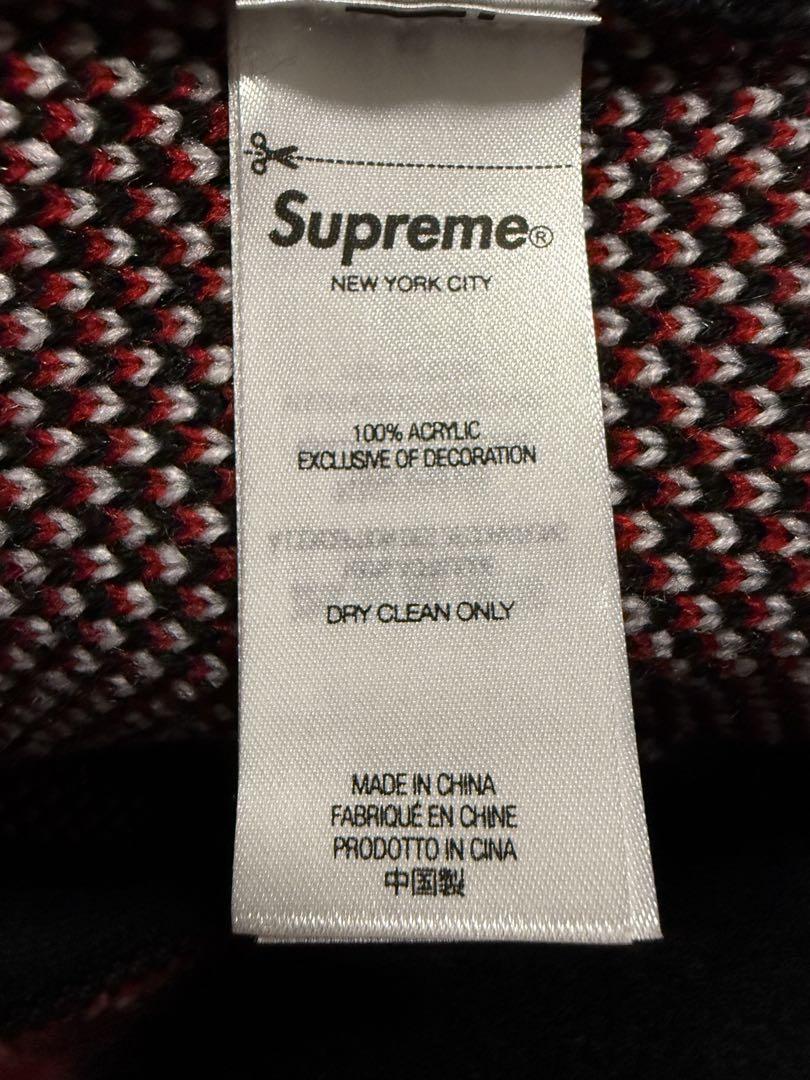 Supreme®
NEW YORK CITY
100% ACRYLIC
EXCLUSIVE OF DECORATION
DRY CLEAN ONLY
MADE IN CHINA
FABRIQUÉ EN CHINE
PRODOTTO IN CINA
中国製